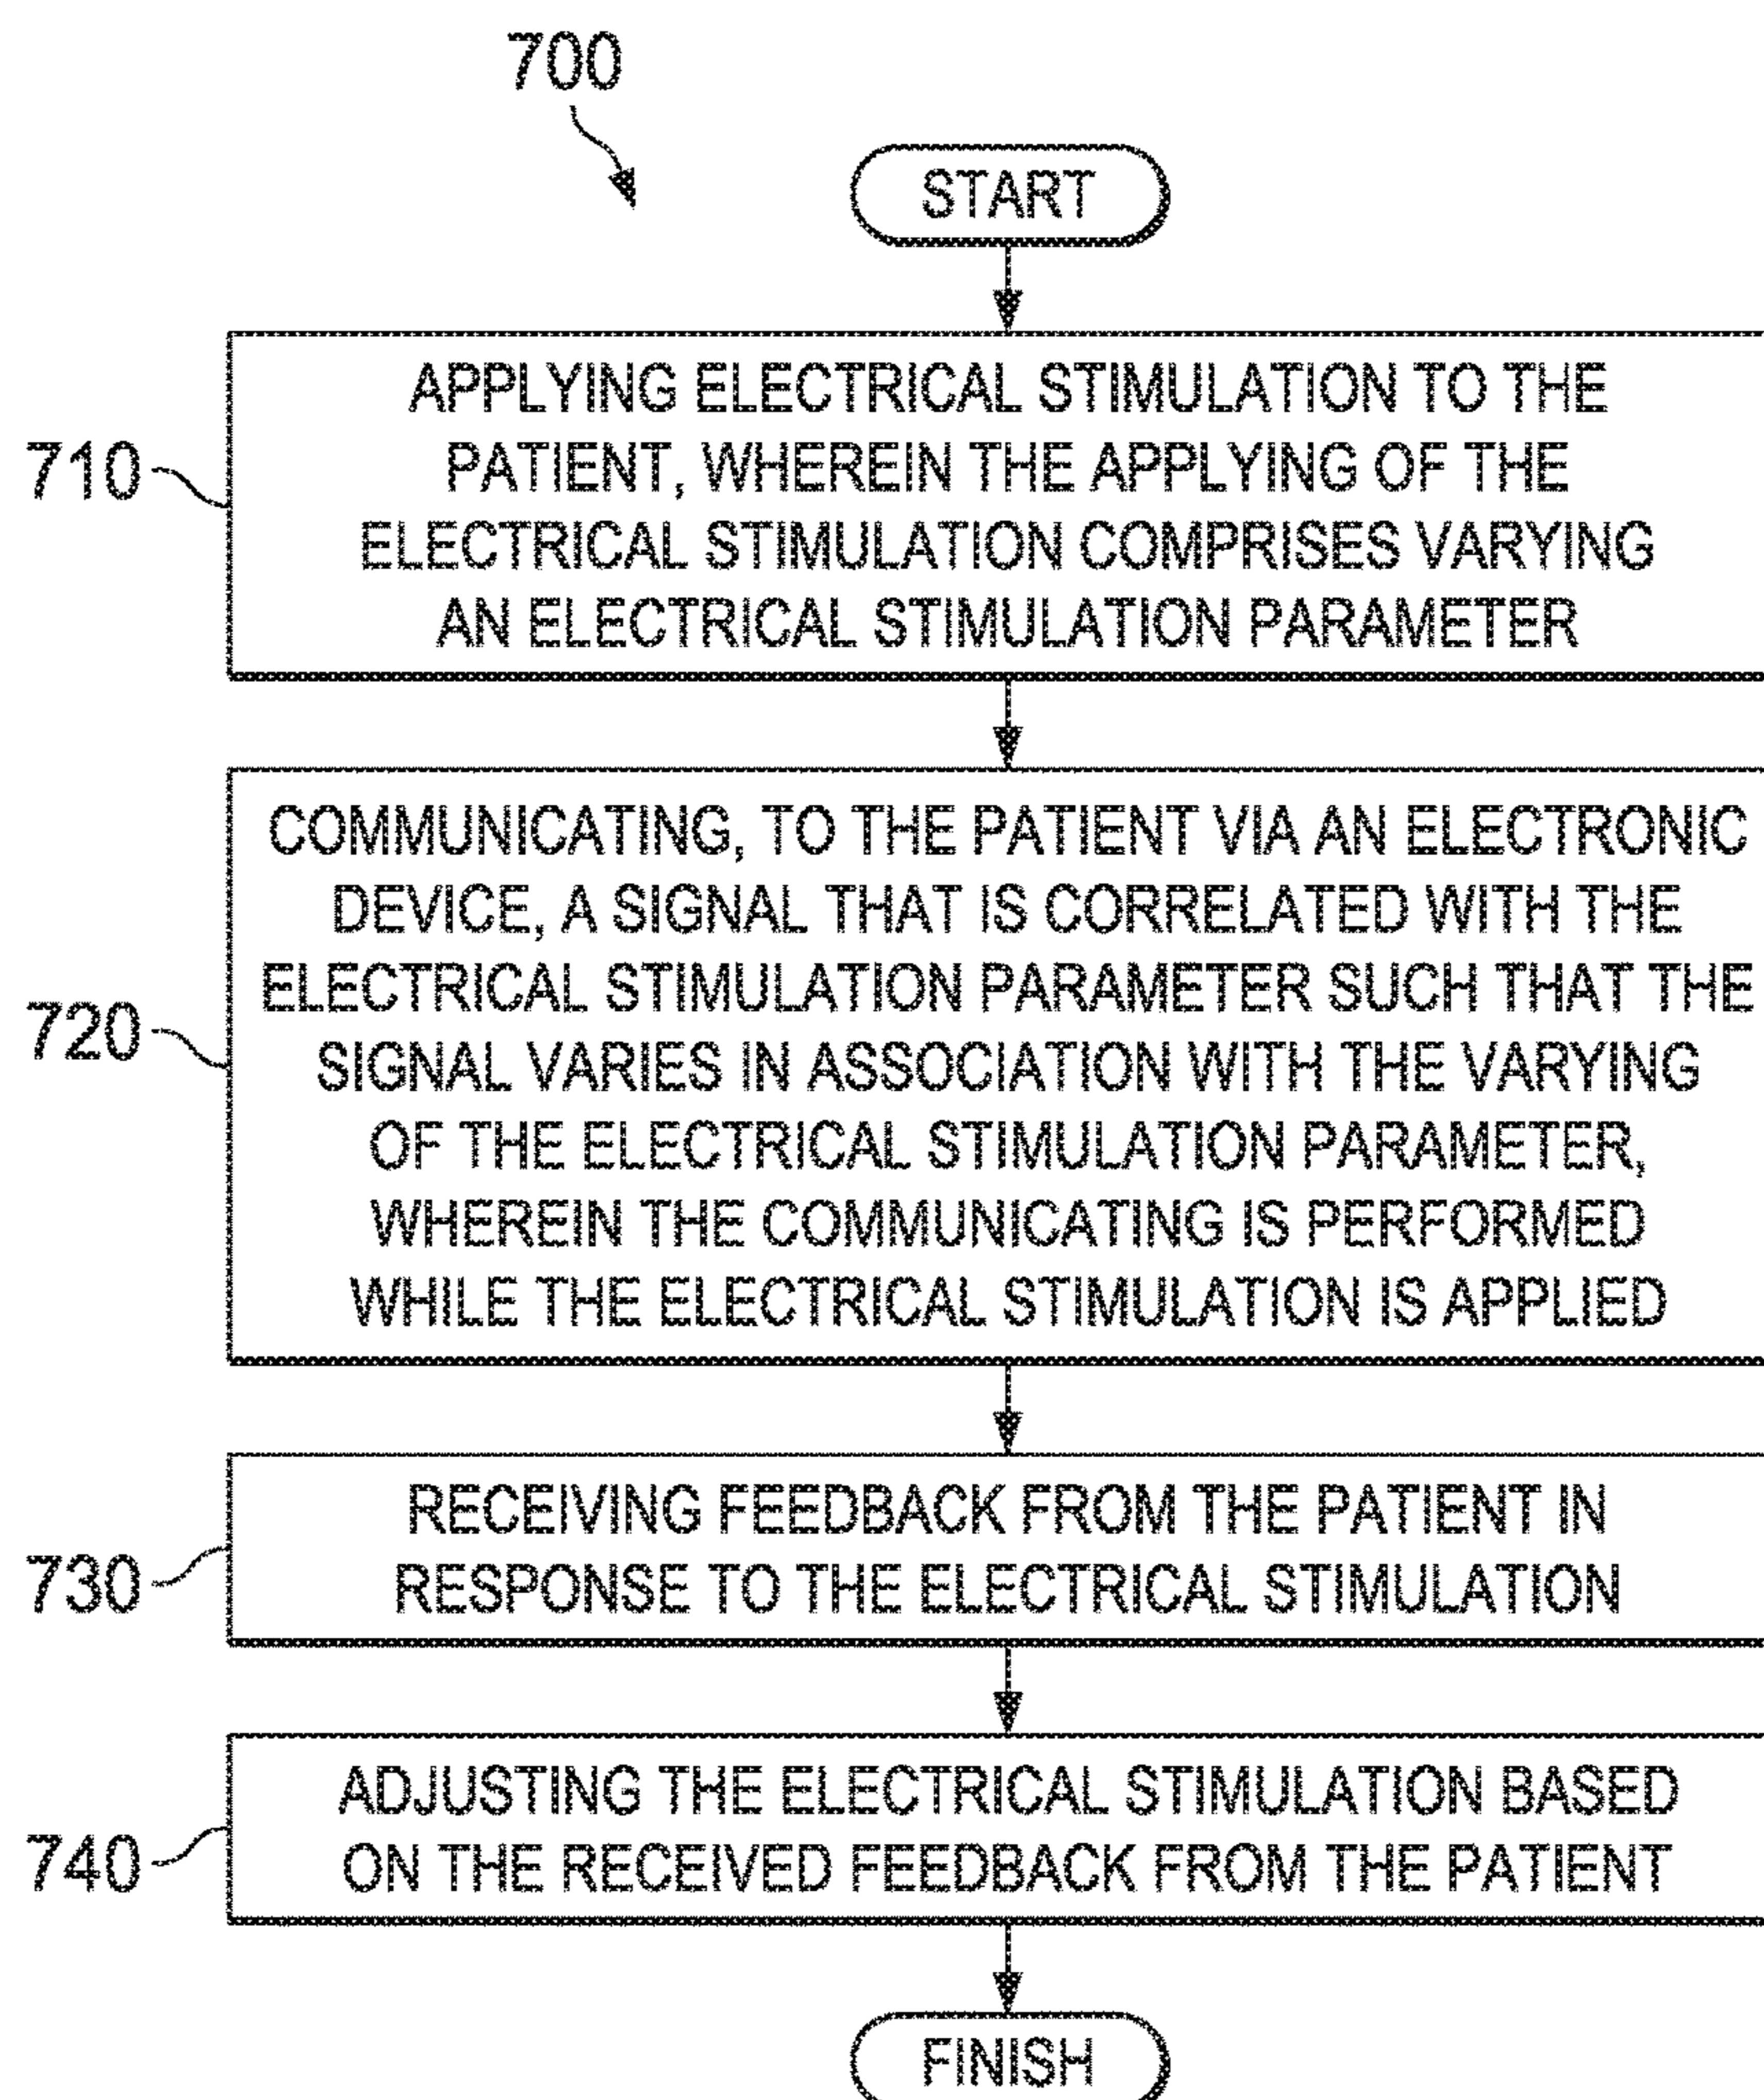 700
START
710
APPLYING ELECTRICAL STIMULATION TO THE
PATIENT, WHEREIN THE APPLYING OF THE
ELECTRICAL STIMULATION COMPRISES VARYING
AN ELECTRICAL STIMULATION PARAMETER
720
COMMUNICATING, TO THE PATIENT VIA AN ELECTRONIC
DEVICE, A SIGNAL THAT IS CORRELATED WITH THE
ELECTRICAL STIMULATION PARAMETER SUCH THAT THE
SIGNAL VARIES IN ASSOCIATION WITH THE VARYING
OF THE ELECTRICAL STIMULATION PARAMETER,
WHEREIN THE COMMUNICATING IS PERFORMED
WHILE THE ELECTRICAL STIMULATION IS APPLIED
730
RECEIVING FEEDBACK FROM THE PATIENT IN
RESPONSE TO THE ELECTRICAL STIMULATION
740
ADJUSTING THE ELECTRICAL STIMULATION BASED
ON THE RECEIVED FEEDBACK FROM THE PATIENT
FINISH